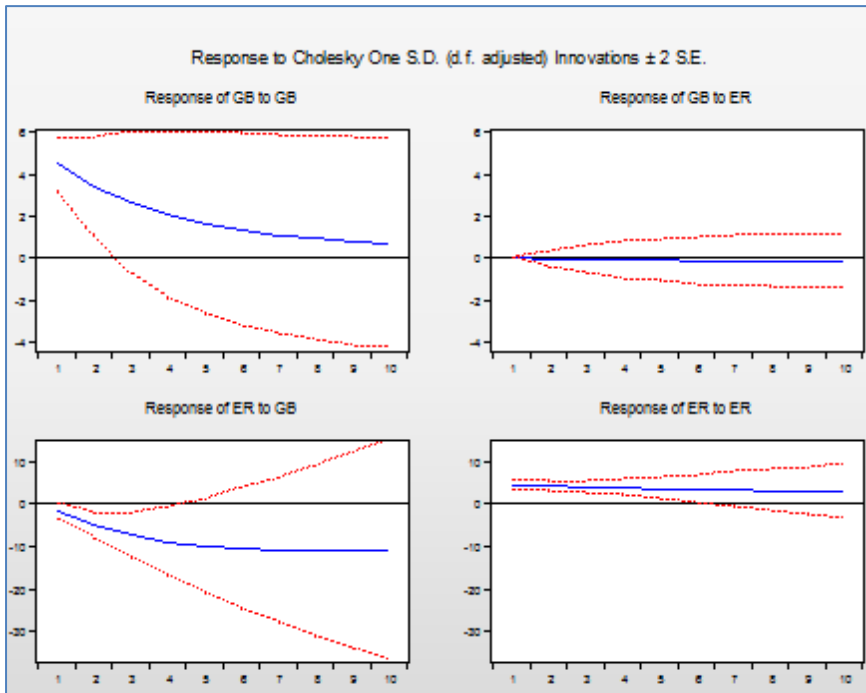 Response to Cholesky One S.D. (d.f. adjusted) Innovations ± 2 S.E.
Response of GB to GB
6
4
2
0
-2
-4
1 2 3 4 5 6 7 8 9 10
Response of GB to ER
6
4
2
0
-2
-4
1 2 3 4 5 6 7 8 9 10
Response of ER to GB
10
0
-10
-20
-30
1 2 3 4 5 6 7 8 9 10
Response of ER to ER
10
0
-10
-20
-30
1 2 3 4 5 6 7 8 9 10